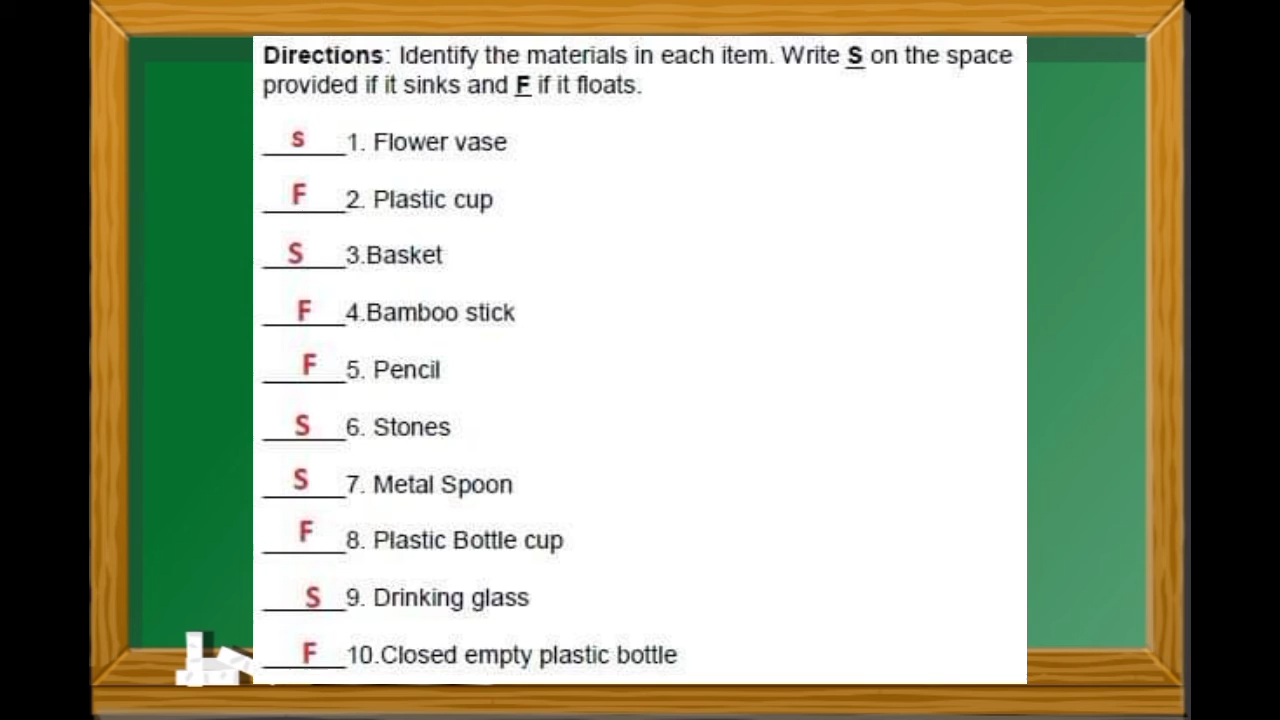 Directions: Identify the materials in each item. Write S on the space
provided if it sinks and F if it floats.
s 1. Flower vase
F 2. Plastic cup
S 3.Basket
F 4.Bamboo stick
F 5. Pencil
S 6. Stones
S 7. Metal Spoon
F 8. Plastic Bottle cup
S 9. Drinking glass
F 10.Closed empty plastic bottle